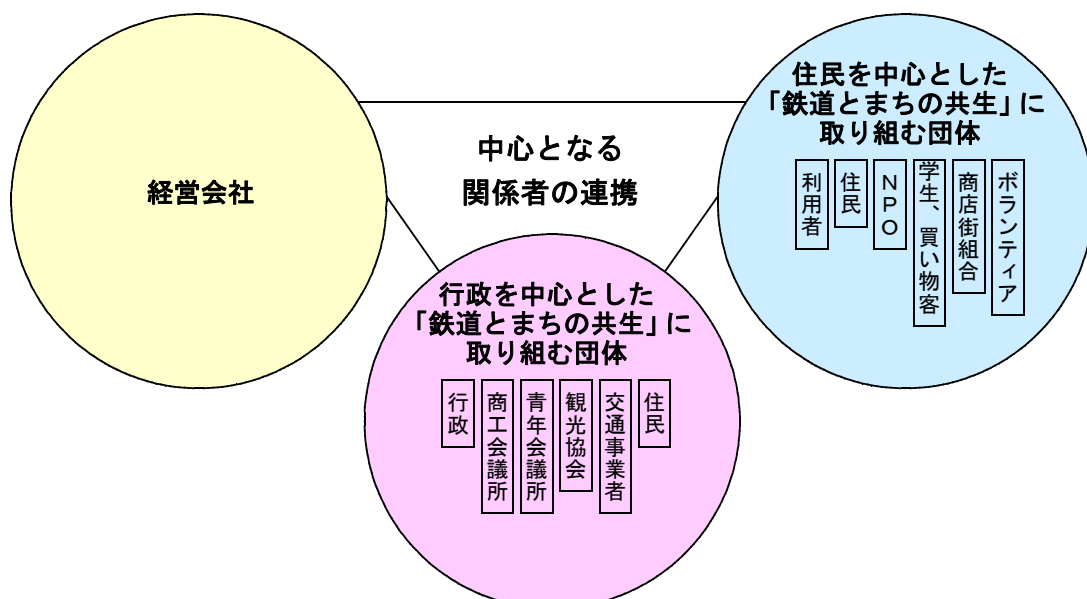 経営会社
中心となる
関係者の連携
住民を中心とした
「鉄道とまちの共生」に
取り組む団体
利用者
住民
NPO
学生、買い物客
商店街組合
ボランティア
行政を中心とした
「鉄道とまちの共生」に
取り組む団体
行政
商工会議所
青年会議所
観光協会
交通事業者
住民